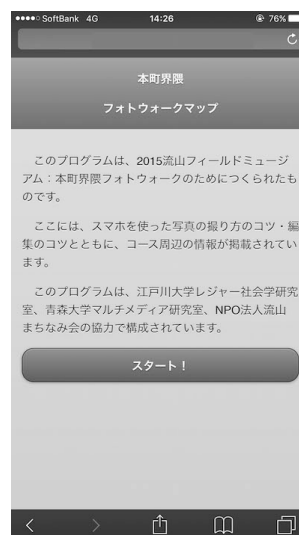 SoftBank 4G 14:26 76%
本町界隈
フォトウォークマップ
このプログラムは、2015流山フィールドミュージ
アム：本町界隈フォトウォークのためにつくられたも
のです。
ここには、スマホを使った写真の撮り方のコツ・編
集のコツとともに、コース周辺の情報が掲載されてい
ます。
このプログラムは、江戸川大学レジャー社会学研究
室、青森大学マルチメディア研究室、NPO法人流山
まちなみ会の協力で構成されています。
スタート！